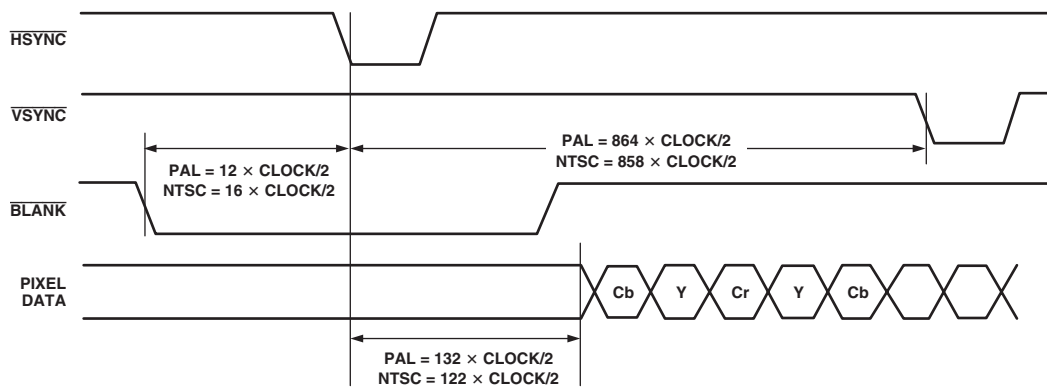 HSYNC
VSYNC
PAL = 864 × CLOCK/2
NTSC = 858 × CLOCK/2
PAL = 12 × CLOCK/2
NTSC = 16 × CLOCK/2
BLANK
PIXEL
DATA
Cb Y Cr Y Cb
PAL = 132 × CLOCK/2
NTSC = 122 × CLOCK/2